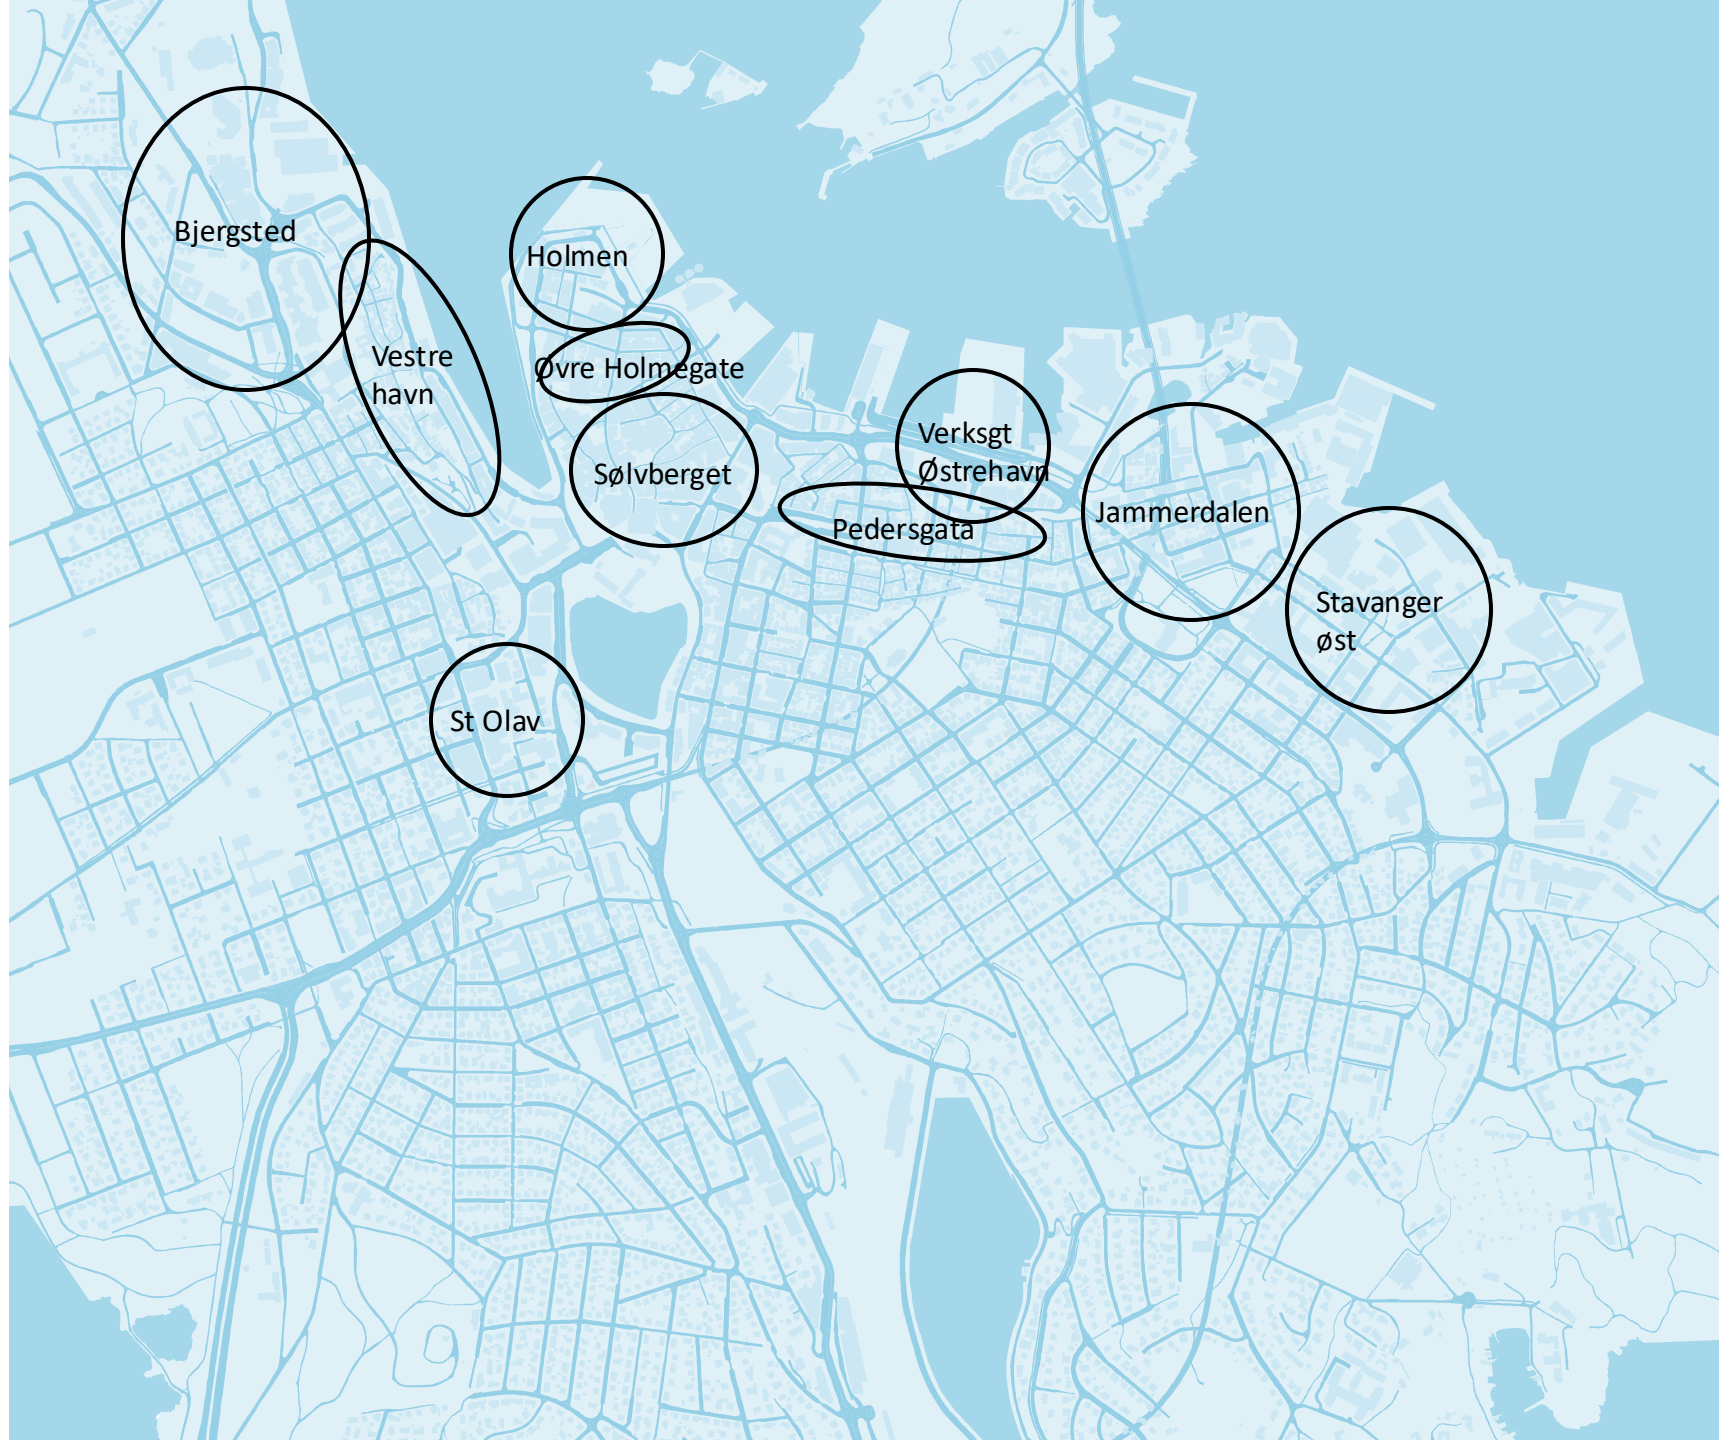 Bjergsted
Holmen
Vestre
havn
Øvre Holmegate
Sølvberget
Verksgt
Østrehavn
Pedersgata
Jammerdalen
Stavanger
øst
St Olav